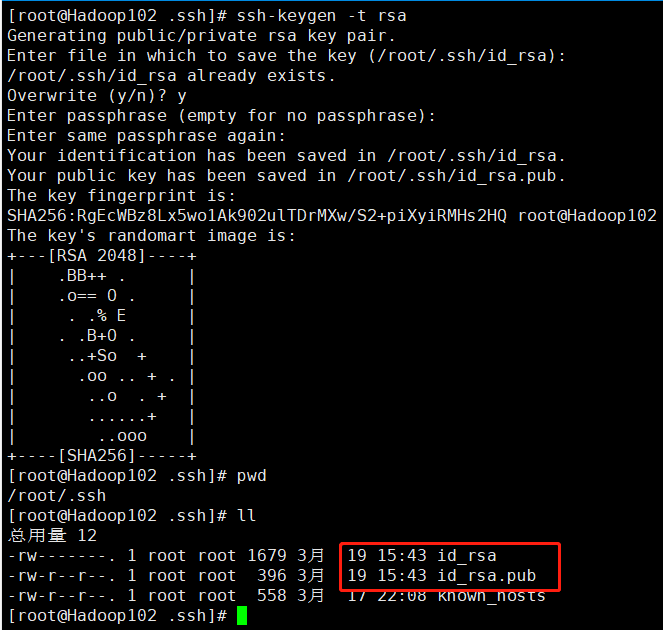 [root@Hadoop102 .ssh]# ssh-keygen -t rsa
Generating public/private rsa key pair.
Enter file in which to save the key (/root/.ssh/id_rsa):
/root/.ssh/id_rsa already exists.
Overwrite (y/n)? y
Enter passphrase (empty for no passphrase):
Enter same passphrase again:
Your identification has been saved in /root/.ssh/id_rsa.
Your public key has been saved in /root/.ssh/id_rsa.pub.
The key fingerprint is:
SHA256:RgEcWBz8Lx5wo1Ak902ulTDrMXw/S2+piXyiRMHs2HQ root@Hadoop102
The key's randomart image is:
+---[RSA 2048]----+
|    .BB++ .      |
|    .o== O .     |
|     . .% E      |
|    . .B+O .     |
|     ..+So  +    |
|      .oo .. + . |
|       ..o  . +  |
|       ......+   |
|        ..ooo    |
+----[SHA256]-----+
[root@Hadoop102 .ssh]# pwd
/root/.ssh
[root@Hadoop102 .ssh]# ll
总用量 12
-rw-------. 1 root root 1679 3月  19 15:43 id_rsa
-rw-r--r--. 1 root root  396 3月  19 15:43 id_rsa.pub
-rw-r--r--. 1 root root  558 3月  17 22:08 known_hosts
[root@Hadoop102 .ssh]#